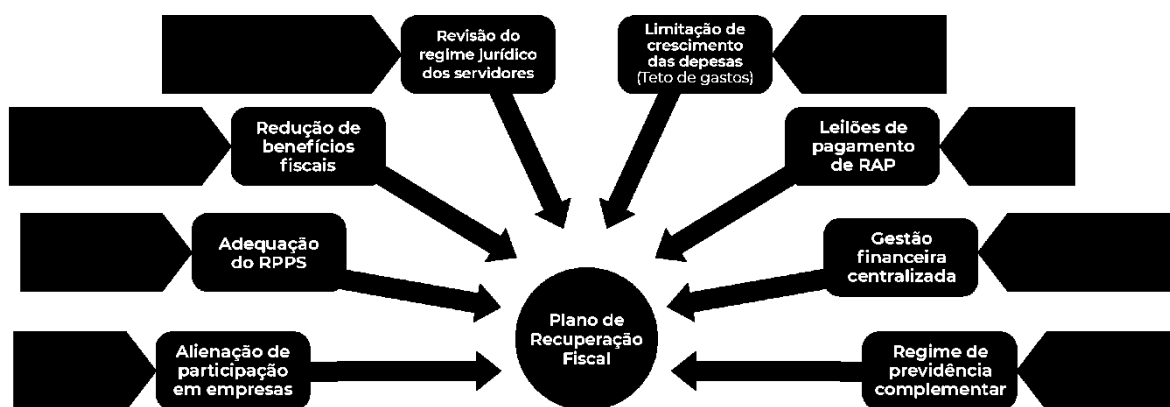 Revisão do
regime jurídico
dos servidores
Limitação de
crescimento
das depesas
(Teto de gastos)
Redução de
benefícios
fiscais
Leilões de
pagamento
de RAP
Adequação
do RPPS
Gestão
financeira
centralizada
Plano de
Recuperação
Fiscal
Alienação de
participação
em empresas
Regime de
previdência
complementar